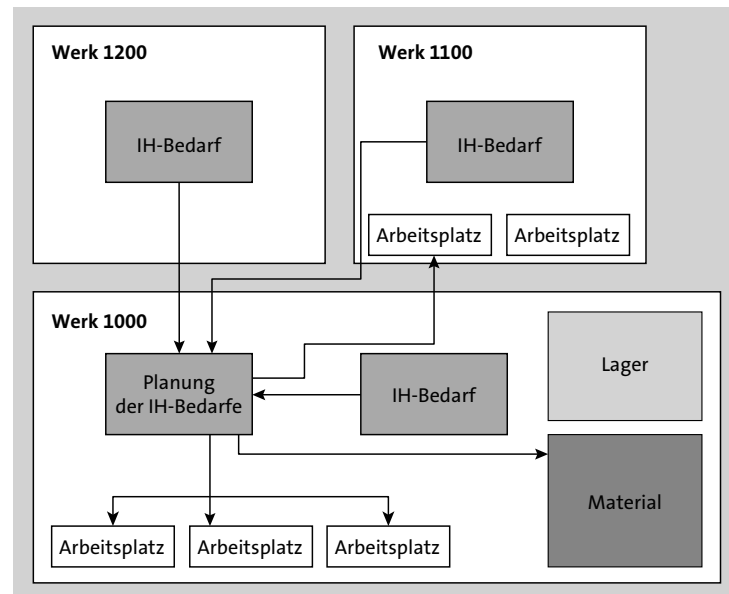 Werk 1200
IH-Bedarf
Werk 1100
IH-Bedarf
Arbeitsplatz
Arbeitsplatz
Werk 1000
Planung
der IH-Bedarfe
IH-Bedarf
Lager
Material
Arbeitsplatz
Arbeitsplatz
Arbeitsplatz